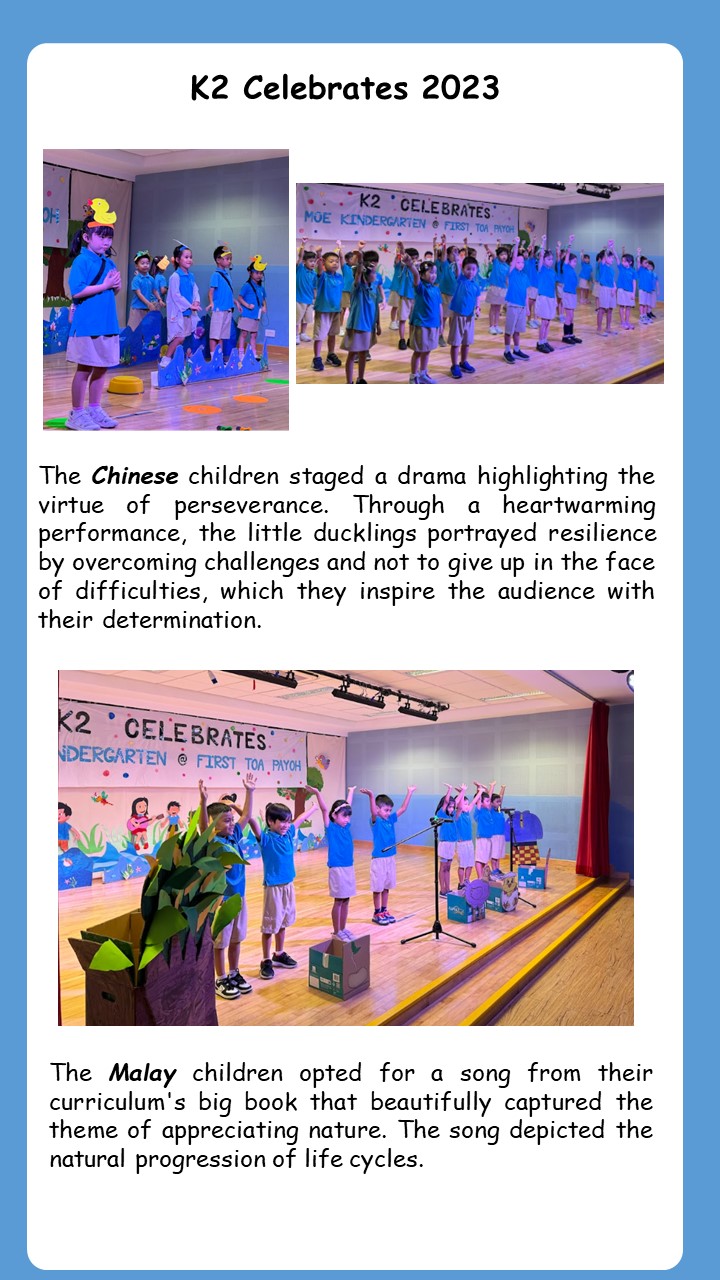 K2 Celebrates 2023
OH
K2 CELEBRATES
MOE KINDERGARTEN @ FIRST TOA PAYOH
The Chinese children staged a drama highlighting the
virtue of perseverance. Through a heartwarming
performance, the little ducklings portrayed resilience
by overcoming challenges and not to give up in the face
of difficulties, which they inspire the audience with
their determination.
K2 CELEBRATES
NDERGARTEN @ FIRST TOA PAYOH
The Malay children opted for a song from their
curriculum's big book that beautifully captured the
theme of appreciating nature. The song depicted the
natural progression of life cycles.